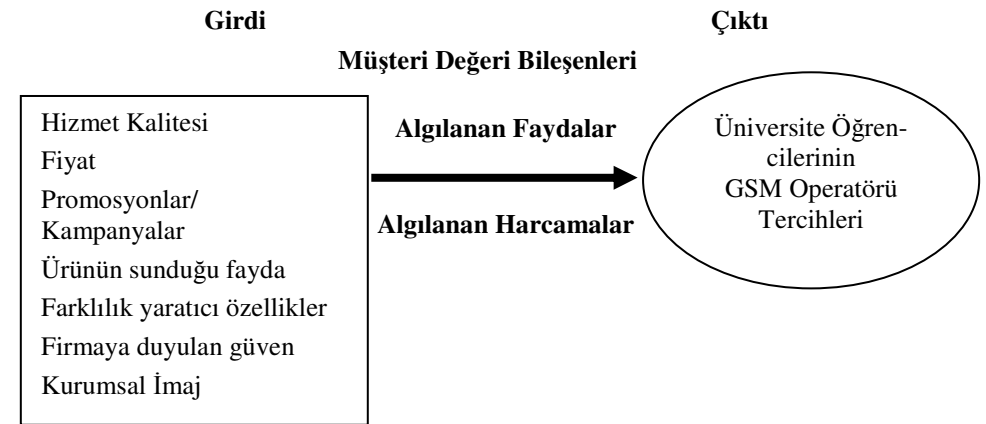 Girdi
Çıktı
Müşteri Değeri Bileşenleri
Hizmet Kalitesi
Fiyat
Promosyonlar/
Kampanyalar
Ürünün sunduğu fayda
Farklılık yaratıcı özellikler
Firmaya duyulan güven
Kurumsal İmaj
Algılanan Faydalar
Algılanan Harcamalar
Üniversite Öğren-
cilerinin
GSM Operatörü
Tercihleri